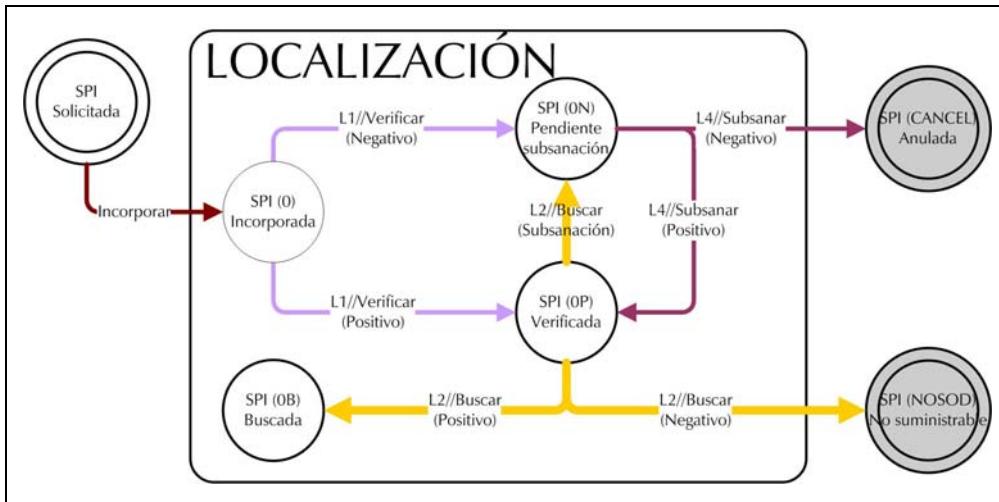 LOCALIZACIÓN
SPI
Solicitada
L1//Verificar
(Negativo)
SPI (0N)
Pendiente
subsanación
L4//Subsanar
(Negativo)
SPI (CANCEL)
Anulada
Incorporar
SPI (0)
Incorporada
L2//Buscar
(Subsanación)
L4//Subsanar
(Positivo)
L1//Verificar
(Positivo)
SPI (0P)
Verificada
SPI (0B)
Buscada
L2//Buscar
(Positivo)
L2//Buscar
(Negativo)
SPI (NOSOD)
No suministrable